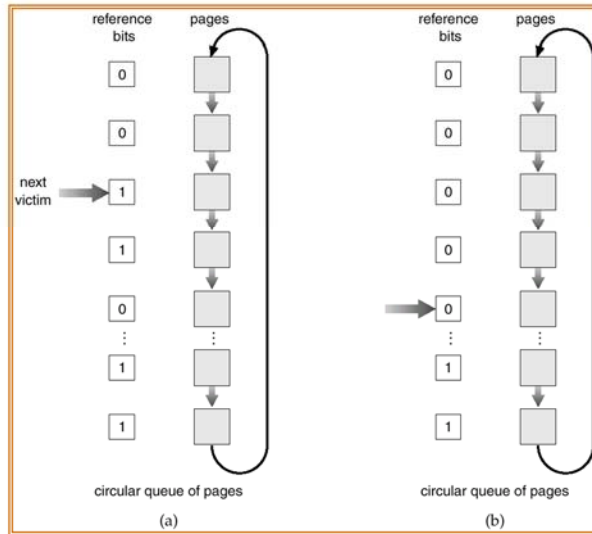 reference
bits
pages
0
0
next
victim
1
1
0
1
1
circular queue of pages
(a)
reference
bits
pages
0
0
0
0
0
1
1
circular queue of pages
(b)